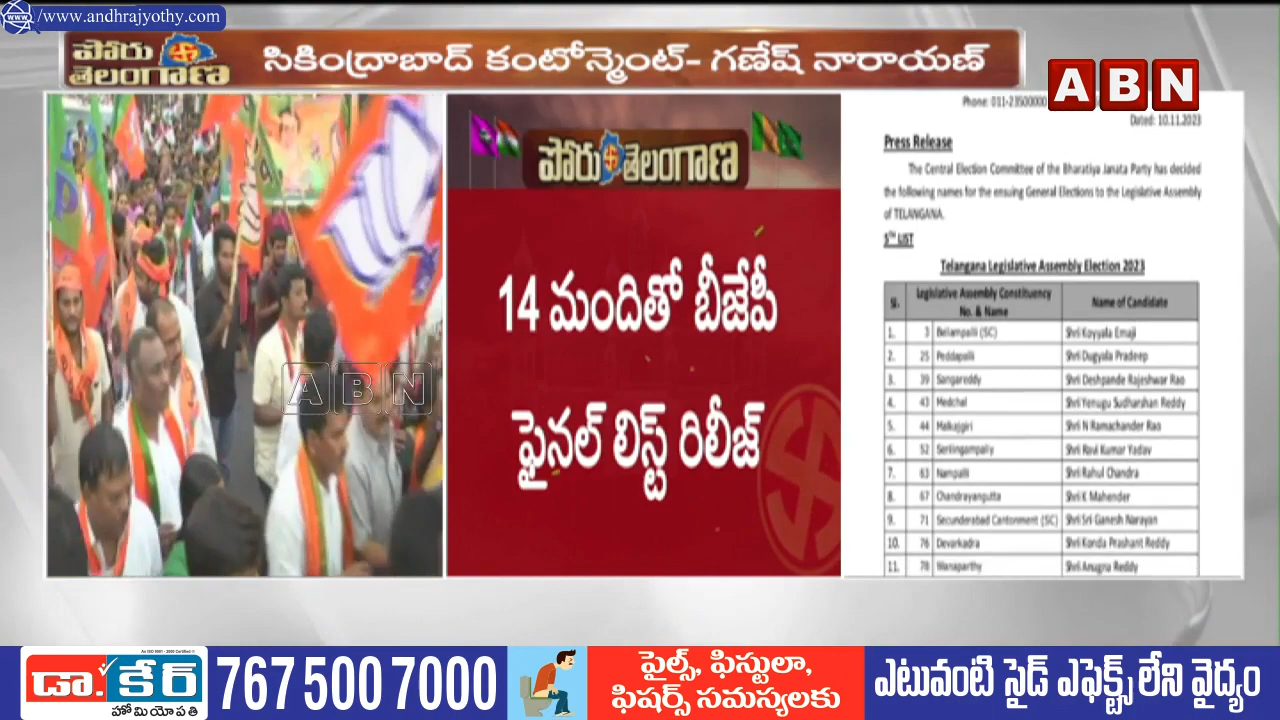 www.andhrajyothy.com
పోరు తెలంగాణ
సికింద్రాబాద్ కంటోన్మెంట్- గణేష్ నారాయణ్
ABN
పోరు తెలంగాణ
14 మందితో బీజేపీ
ఫైనల్ లిస్ట్ రిలీజ్
ABN
Phone: 011-23500000
Dated: 10.11.2023
Press Release
The Central Election Committee of the Bharatiya Janata Party has decided
the following names for the ensuing General Elections to the Legislative Assembly
of TELANGANA.
5TH LIST
Telangana Legislative Assembly Election 2023
Sl. Legislative Assembly Constituency No. & Name Name of Candidate
1. 3 Bellampalli (SC) Shri Koyyala Emaji
2. 25 Peddapalli Shri Dugyala Pradeep
3. 39 Sangareddy Shri Deshpande Rajeshwar Rao
4. 43 Medchal Shri Yenugu Sudharshan Reddy
5. 44 Malkajgiri Shri N Ramachander Rao
6. 52 Serilingampally Shri Ravi Kumar Yadav
7. 63 Nampalli Shri Rahul Chandra
8. 67 Chandrayangutta Shri K Mahender
9. 71 Secunderabad Cantonment (SC) Shri Sri Ganesh Narayan
10. 76 Devarkadra Shri Konda Prashant Reddy
11. 78 Wanaparthy Shri Anugna Reddy
An ISO 9001 : 2000 Certified
డా. కేర్
హోమియోపతి
767 500 7000
పైల్స్, ఫిస్టులా,
ఫిషర్స్ సమస్యలకు
ఎటువంటి సైడ్ ఎఫెక్ట్స్ లేని వైద్యం